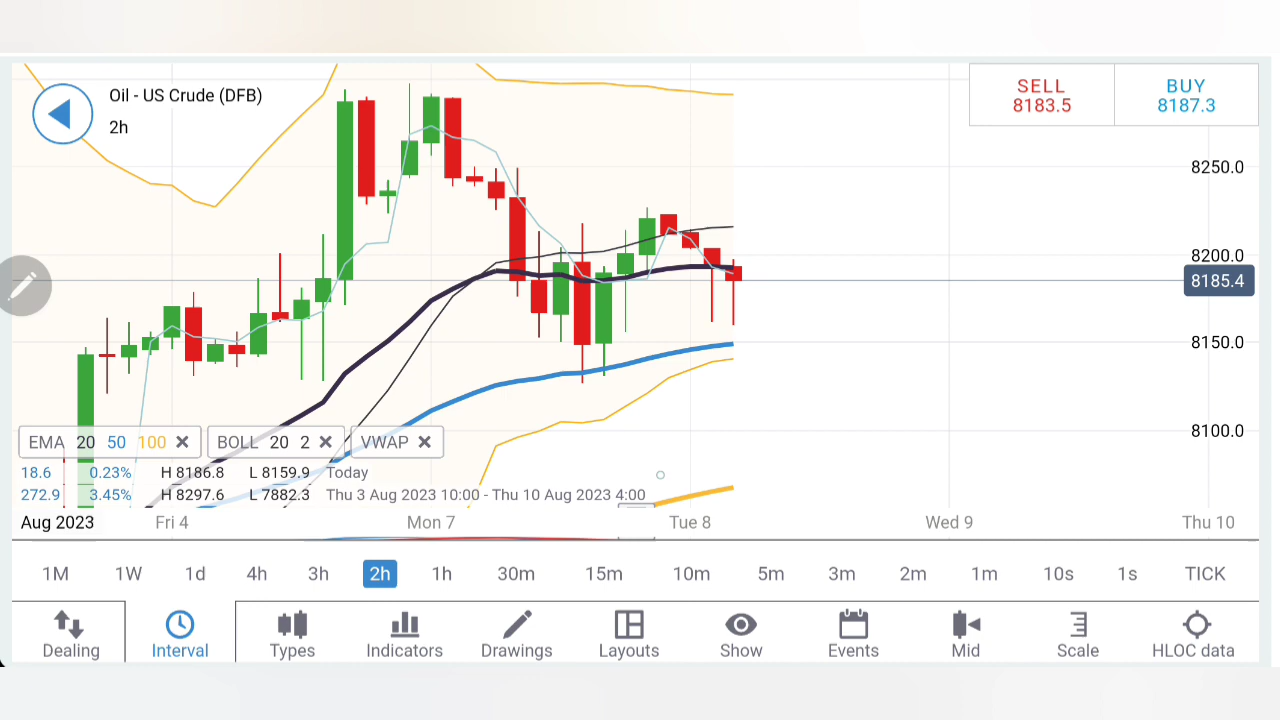 Oil - US Crude (DFB)
2h
SELL
8183.5
BUY
8187.3
8250.0
8200.0
8185.4
8150.0
8100.0
EMA 20 50 100 BOLL 20 2 VWAP
18.6 0.23% H 8186.8 L 8159.9 Today
272.9 3.45% H 8297.6 L 7882.3 Thu 3 Aug 2023 10:00 - Thu 10 Aug 2023 4:00
Aug 2023 Fri 4 Mon 7 Tue 8 Wed 9 Thu 10
1M 1W 1d 4h 3h 2h 1h 30m 15m 10m 5m 3m 2m 1m 10s 1s TICK
Dealing Interval Types Indicators Drawings Layouts Show Events Mid Scale HLOC data